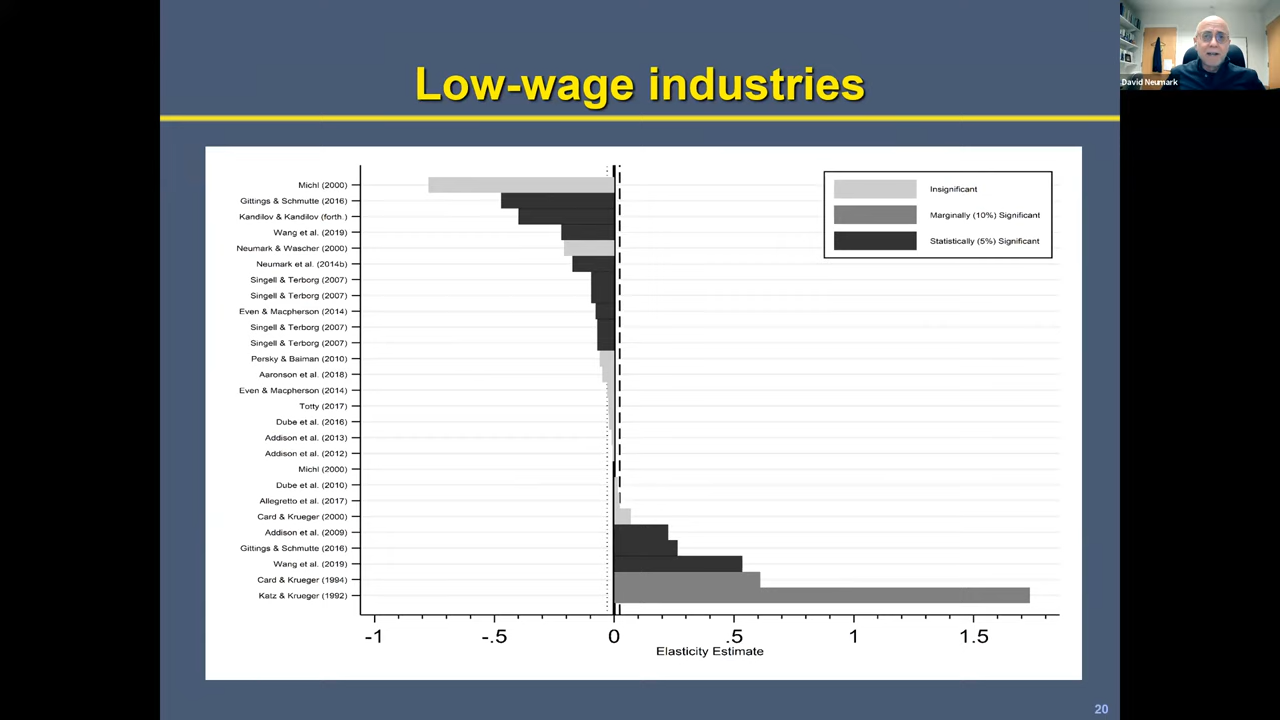 Low-wage industries
David Neumark
Michl (2000)
Gittings & Schmutte (2016)
Kandilov & Kandilov (forth.)
Wang et al. (2019)
Neumark & Wascher (2000)
Neumark et al. (2014b)
Singell & Terborg (2007)
Singell & Terborg (2007)
Even & Macpherson (2014)
Singell & Terborg (2007)
Singell & Terborg (2007)
Persky & Baiman (2010)
Aaronson et al. (2018)
Even & Macpherson (2014)
Totty (2017)
Dube et al. (2016)
Addison et al. (2013)
Addison et al. (2012)
Michl (2000)
Dube et al. (2010)
Allegretto et al. (2017)
Card & Krueger (2000)
Addison et al. (2009)
Gittings & Schmutte (2016)
Wang et al. (2019)
Card & Krueger (1994)
Katz & Krueger (1992)
Insignificant
Marginally (10%) Significant
Statistically (5%) Significant
-1 -.5 0 .5 1 1.5
Elasticity Estimate
20